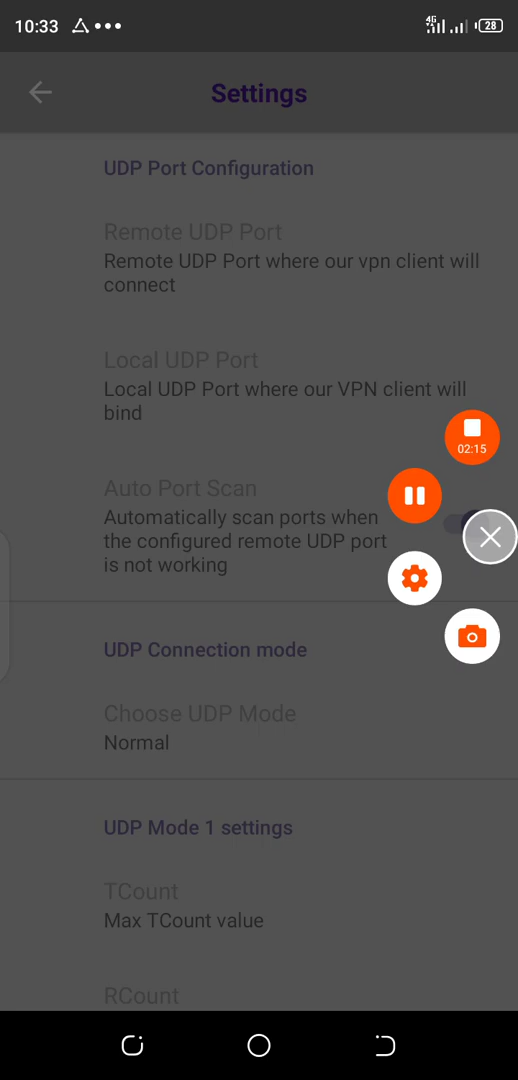 10:33
4G
28
Settings
UDP Port Configuration
Remote UDP Port
Remote UDP Port where our vpn client will
connect
Local UDP Port
Local UDP Port where our VPN client will
bind
02:15
Auto Port Scan
Automatically scan ports when
the configured remote UDP port
is not working
UDP Connection mode
Choose UDP Mode
Normal
UDP Mode 1 settings
TCount
Max TCount value
RCount